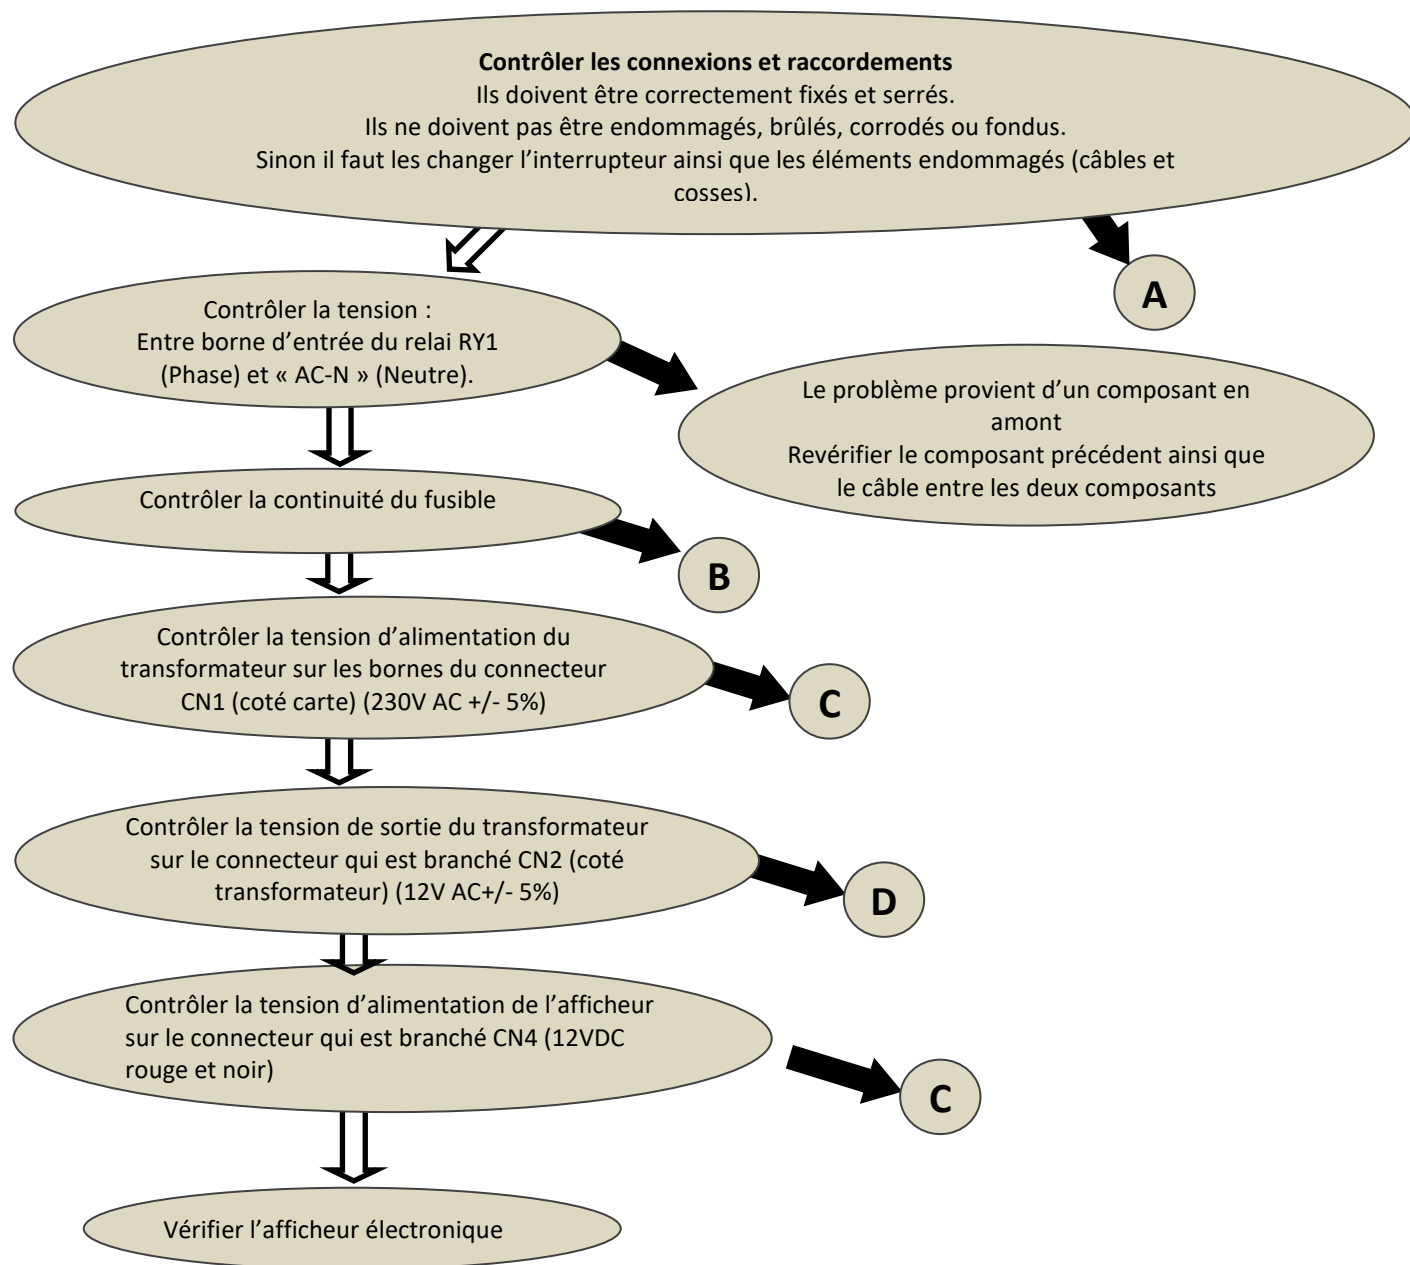 Contrôler les connexions et raccordements
Ils doivent être correctement fixés et serrés.
Ils ne doivent pas être endommagés, brûlés, corrodés ou fondus.
Sinon il faut les changer l’interrupteur ainsi que les éléments endommagés (câbles et
cosses).
A
Contrôler la tension :
Entre borne d’entrée du relai RY1
(Phase) et « AC-N » (Neutre).
Le problème provient d’un composant en
amont
Revérifier le composant précédent ainsi que
le câble entre les deux composants
Contrôler la continuité du fusible
B
Contrôler la tension d’alimentation du
transformateur sur les bornes du connecteur
CN1 (coté carte) (230V AC +/- 5%)
C
Contrôler la tension de sortie du transformateur
sur le connecteur qui est branché CN2 (coté
transformateur) (12V AC+/- 5%)
D
Contrôler la tension d’alimentation de l’afficheur
sur le connecteur qui est branché CN4 (12VDC
rouge et noir)
C
Vérifier l’afficheur électronique